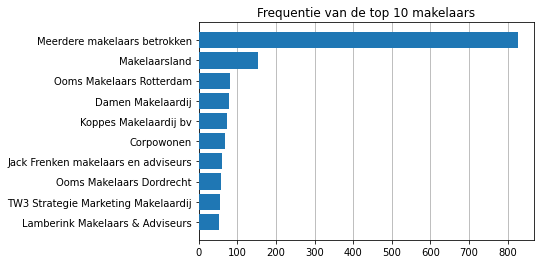 Frequentie van de top 10 makelaars
Meerdere makelaars betrokken
Makelaarsland
Ooms Makelaars Rotterdam
Damen Makelaardij
Koppes Makelaardij bv
Corpowonen
Jack Frenken makelaars en adviseurs
Ooms Makelaars Dordrecht
TW3 Strategie Marketing Makelaardij
Lamberink Makelaars & Adviseurs
0 100 200 300 400 500 600 700 800